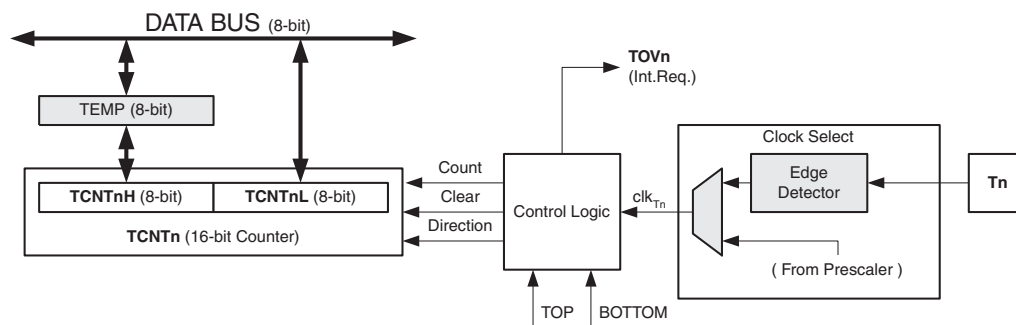 DATA BUS (8-bit)
TOVn
(Int.Req.)
TEMP (8-bit)
Clock Select
Count
Edge
Detector
Tn
TCNTnH (8-bit) TCNTnL (8-bit)
Clear
Control Logic
clkTn
TCNTn (16-bit Counter)
Direction
( From Prescaler )
TOP
BOTTOM